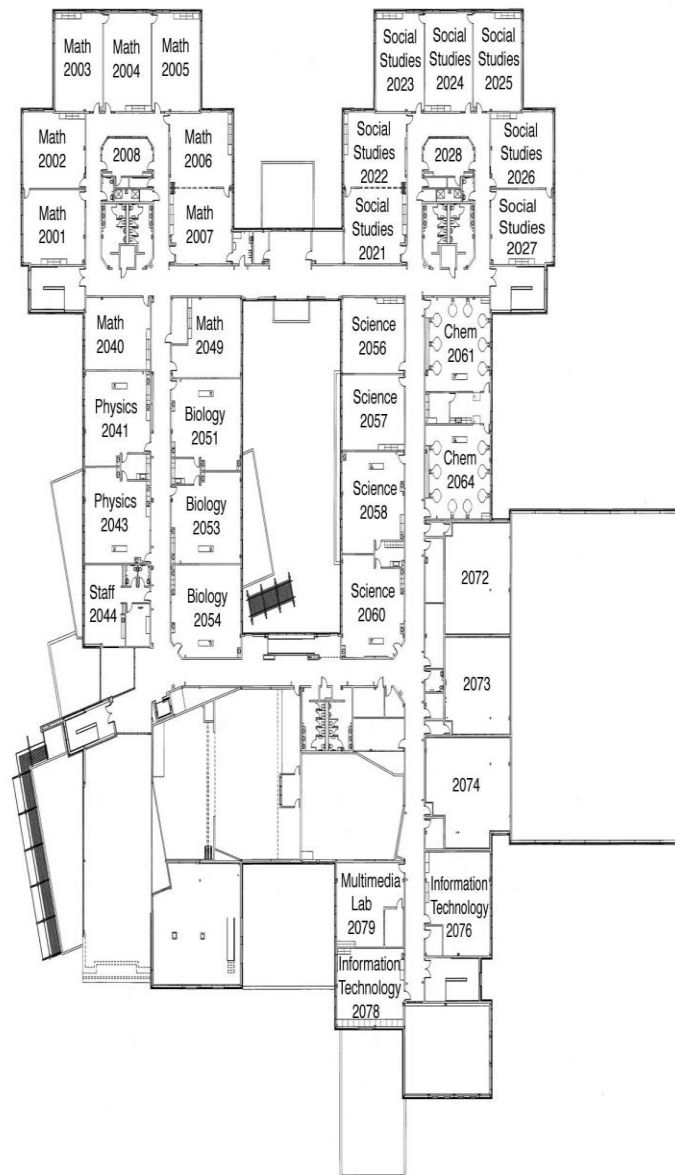 Math
2003
Math
2004
Math
2005
Social
Studies
2023
Social
Studies
2024
Social
Studies
2025
Math
2002
2008
Math
2006
Social
Studies
2022
2028
Social
Studies
2026
Math
2001
Math
2007
Social
Studies
2021
Social
Studies
2027
Math
2040
Math
2049
Science
2056
Chem
2061
Physics
2041
Biology
2051
Science
2057
Physics
2043
Biology
2053
Science
2058
Chem
2064
Staff
2044
Biology
2054
Science
2060
2072
2073
2074
Multimedia
Lab
2079
Information
Technology
2076
Information
Technology
2078